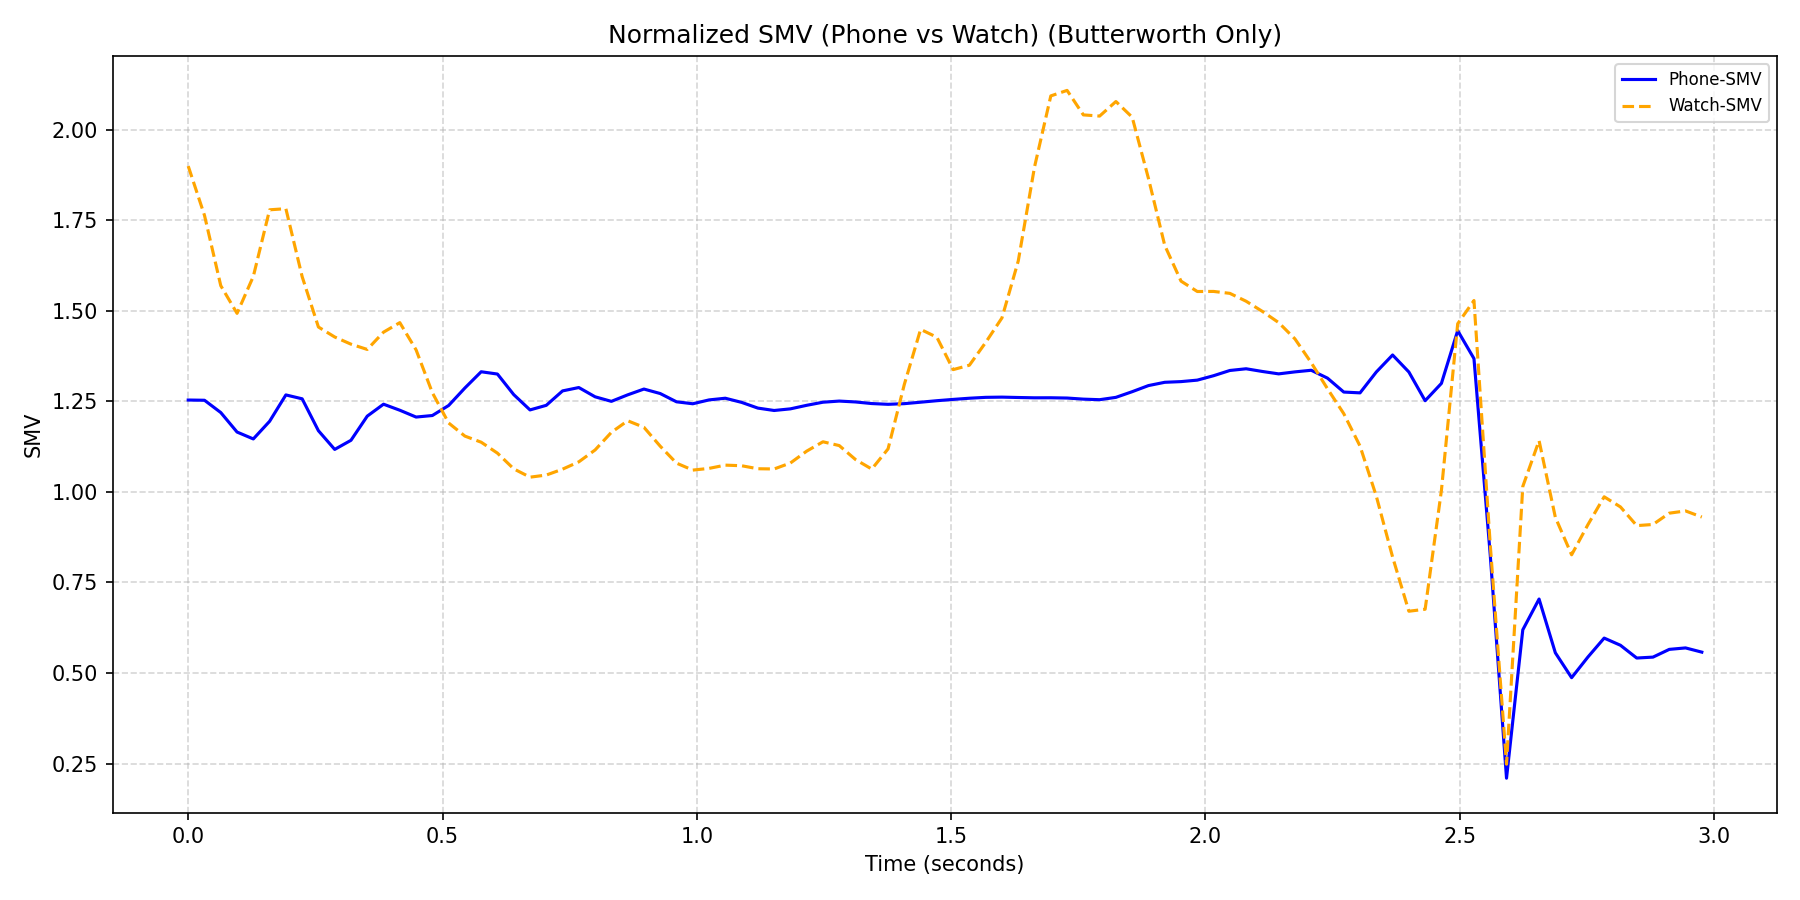 Normalized SMV (Phone vs Watch) (Butterworth Only)
Phone-SMV
Watch-SMV
2.00
1.75
1.50
1.25
1.00
0.75
0.50
0.25
SMV
0.0 0.5 1.0 1.5 2.0 2.5 3.0
Time (seconds)